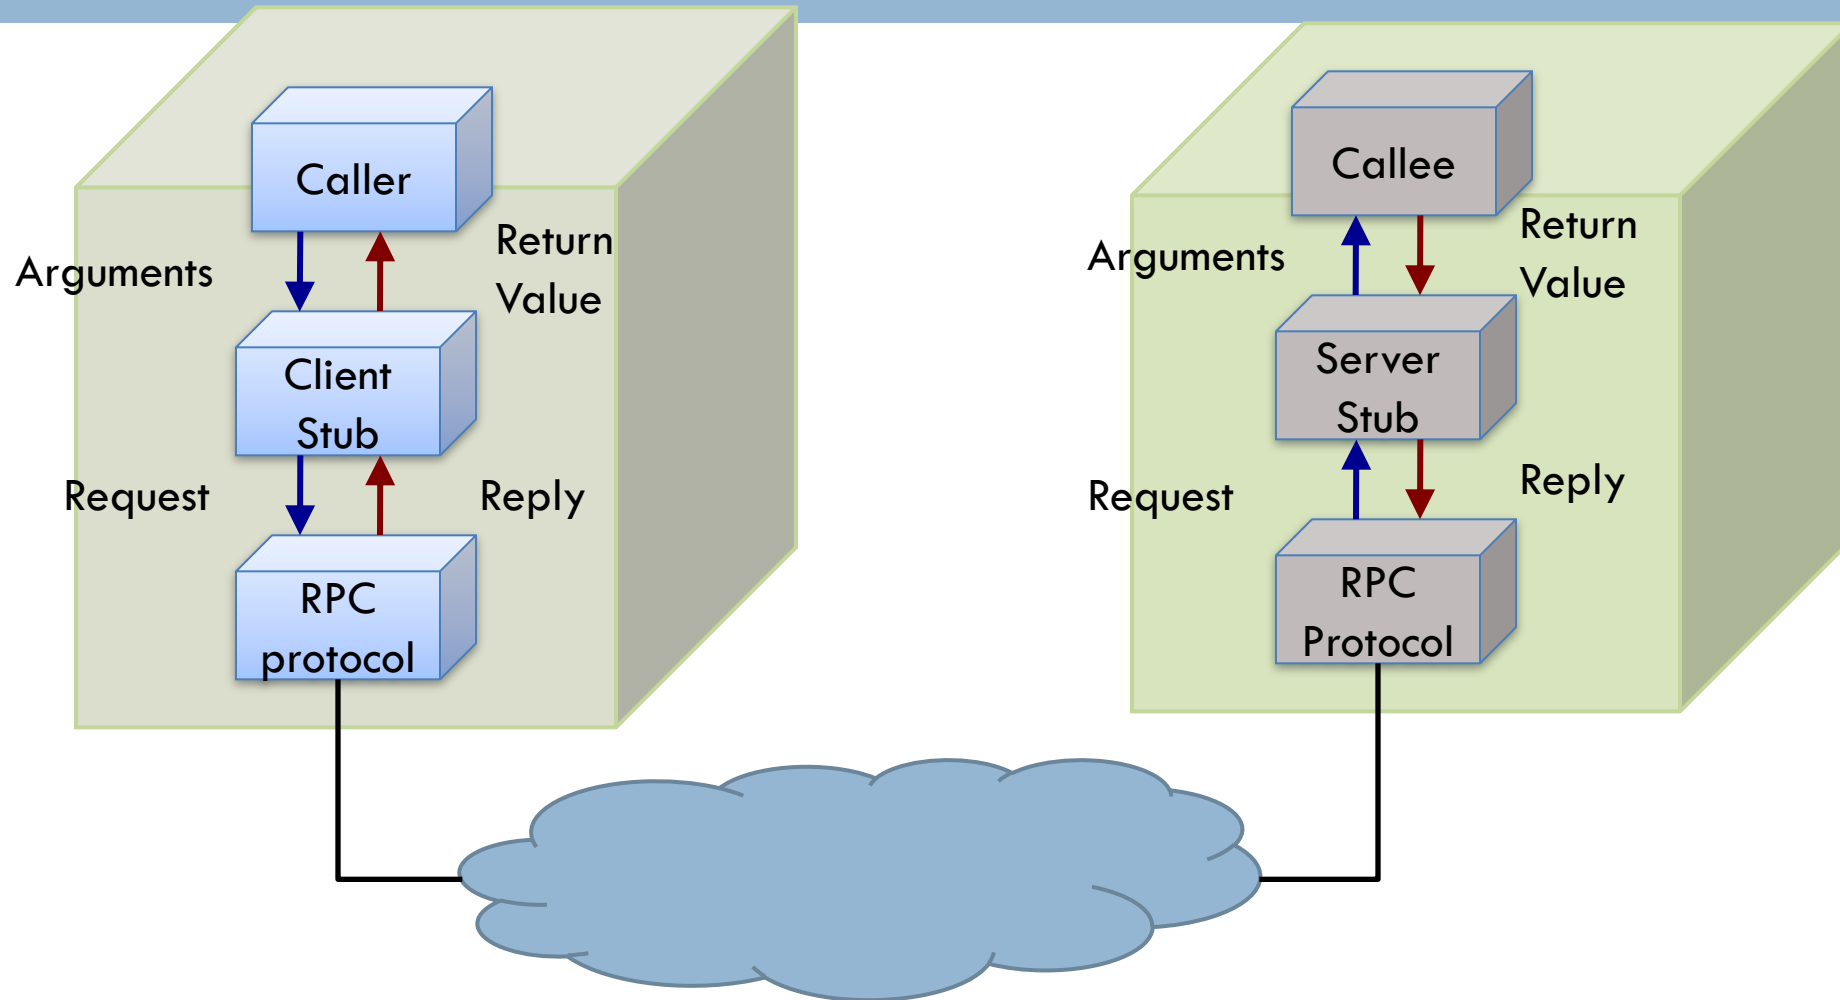 Caller
Arguments
Return
Value
Client
Stub
Request
Reply
RPC
protocol
Callee
Arguments
Return
Value
Server
Stub
Request
Reply
RPC
Protocol